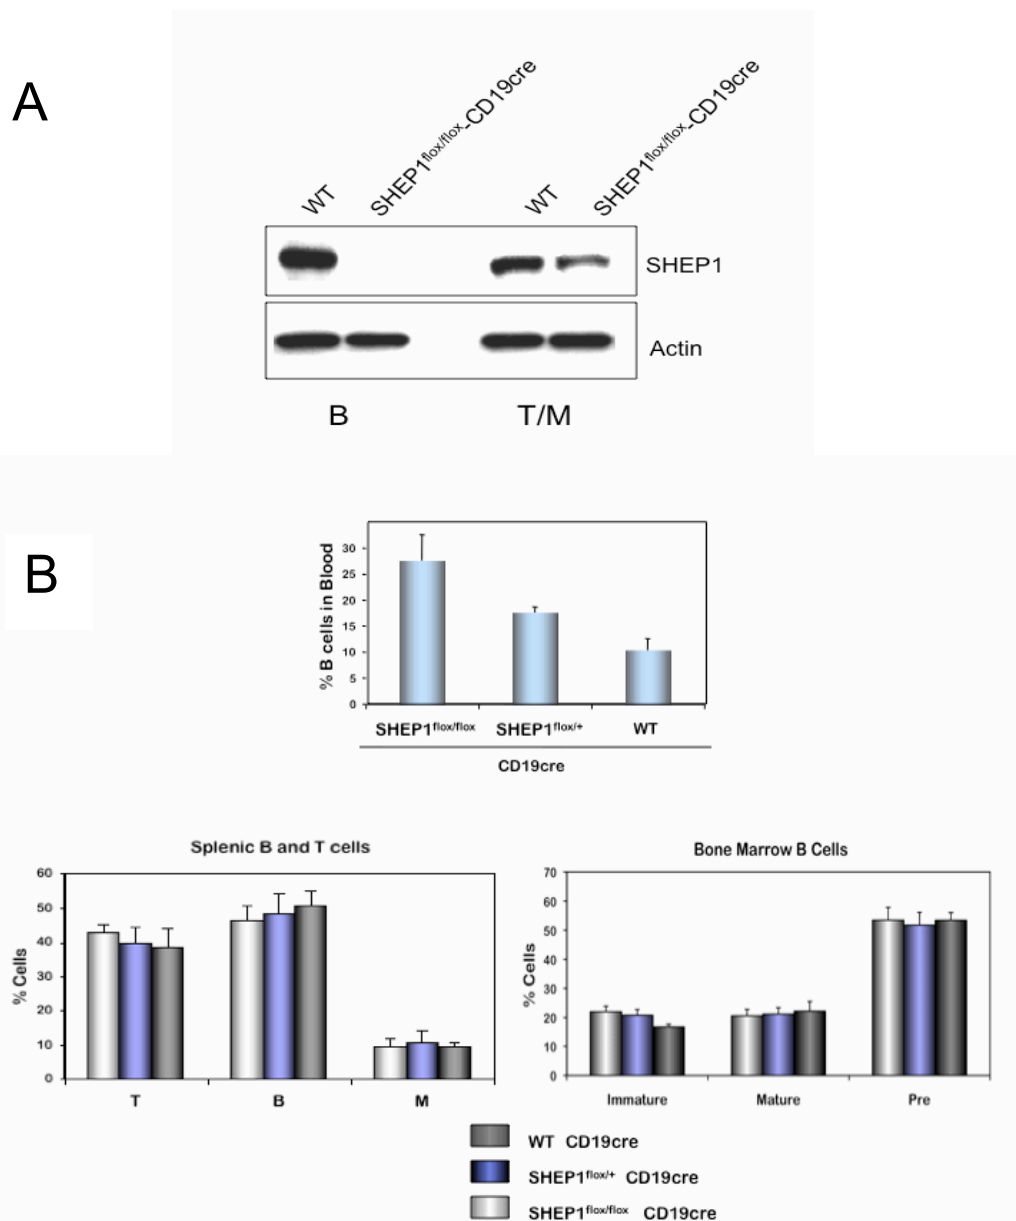 A
WT
SHEP1flox/flox-CD19cre
WT
SHEP1flox/flox-CD19cre
SHEP1
Actin
B
T/M
B
% B cells in Blood
30
25
20
15
10
5
0
SHEP1flox/flox
SHEP1flox/+
WT
CD19cre
Splenic B and T cells
% Cells
60
50
40
30
20
10
0
T
B
M
Bone Marrow B Cells
% Cells
70
60
50
40
30
20
10
0
Immature
Mature
Pre
WT CD19cre
SHEP1flox/+ CD19cre
SHEP1flox/flox CD19cre